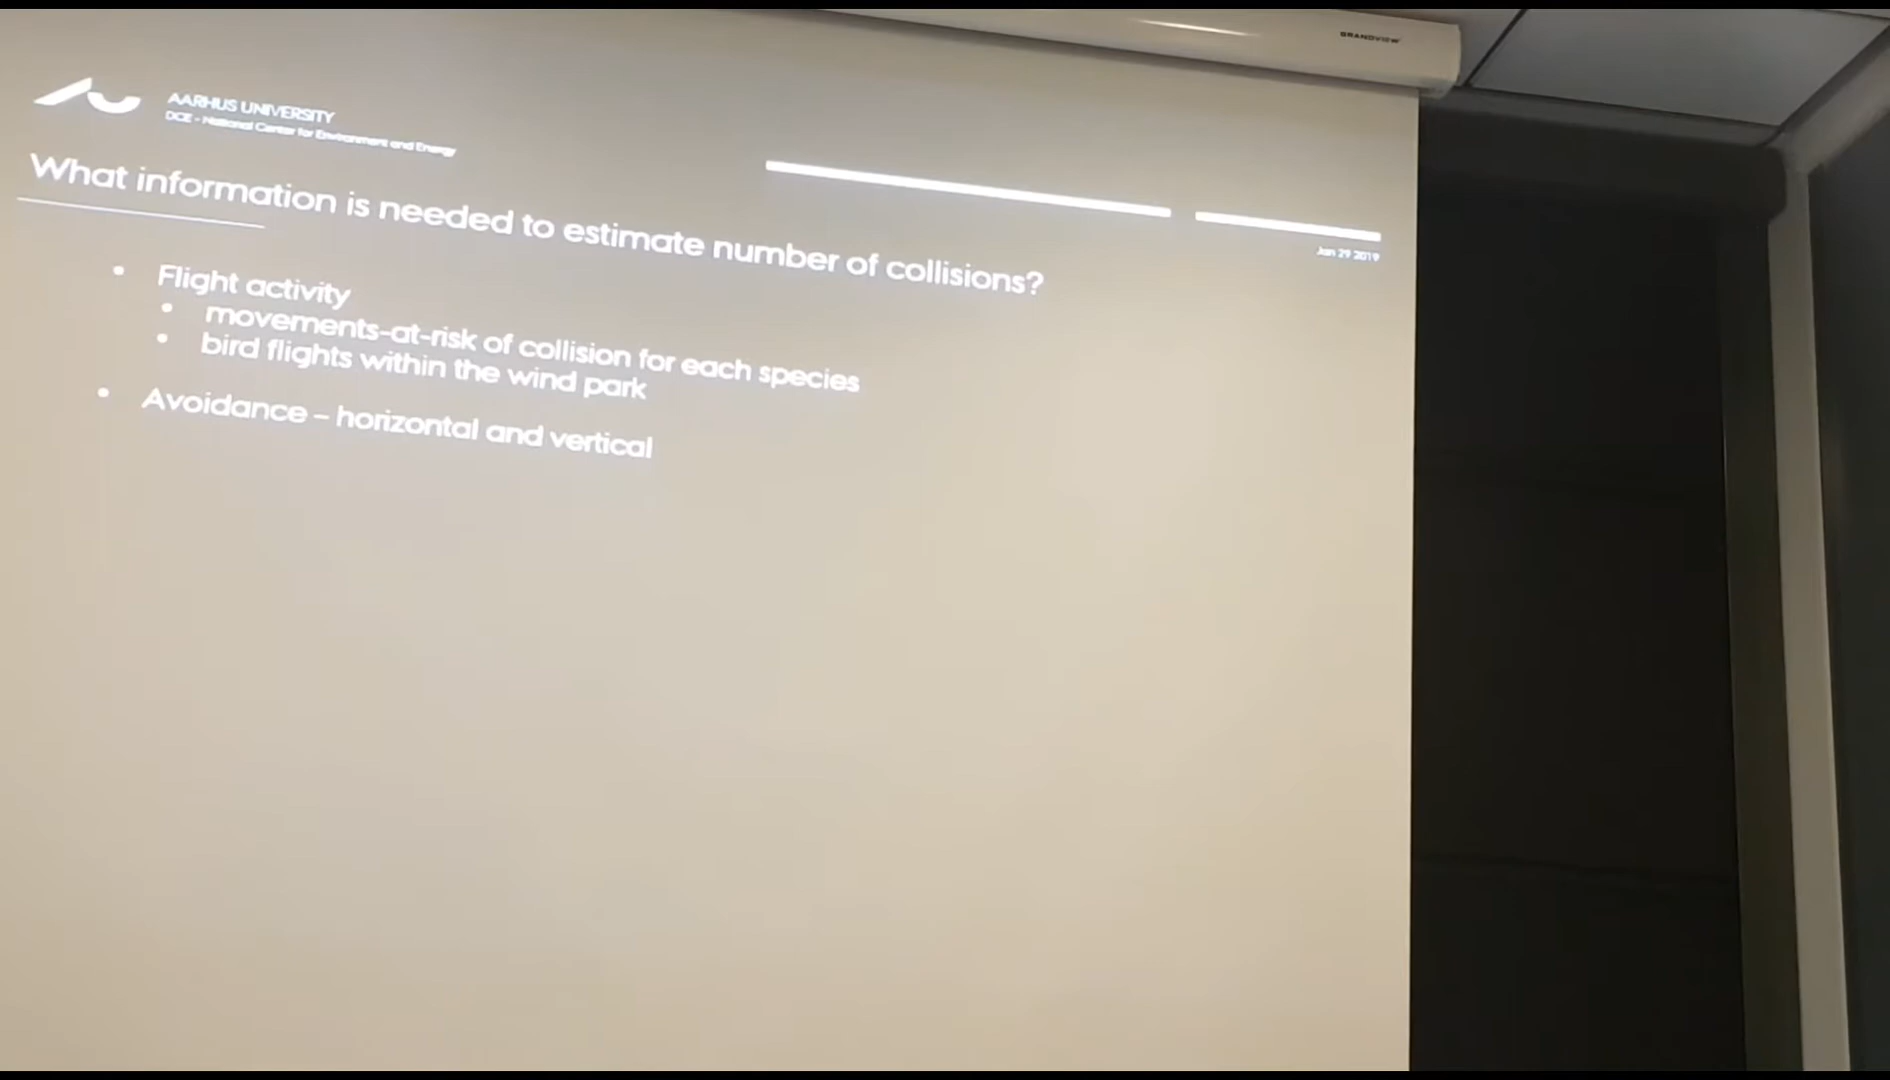 GRANDVIEW
AARHUS UNIVERSITY
DCE - National Center for Environment and Energy
What information is needed to estimate number of collisions?
Jan 29 2019
• Flight activity
• movements-at-risk of collision for each species
• bird flights within the wind park
• Avoidance – horizontal and vertical